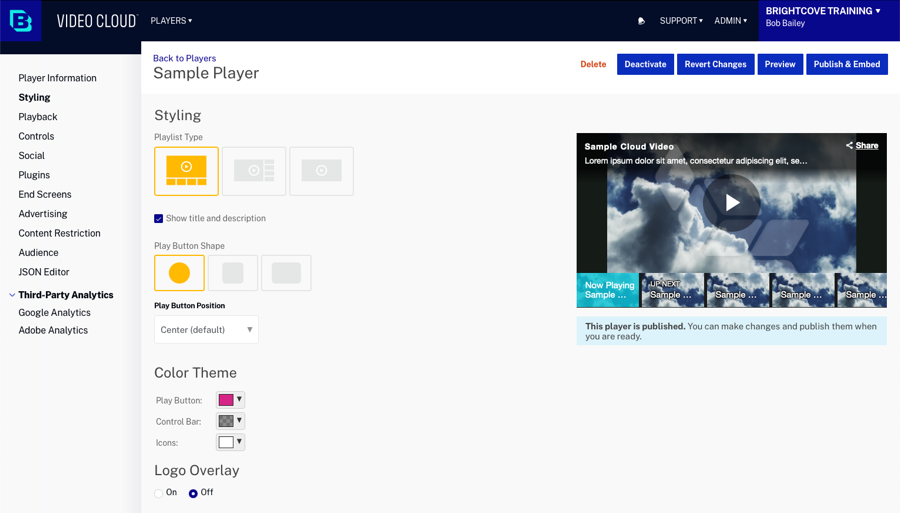 VIDEO CLOUD
PLAYERS
SUPPORT
ADMIN
BRIGHTCOVE TRAINING
Bob Bailey
Player Information
Styling
Playback
Controls
Social
Plugins
End Screens
Advertising
Content Restriction
Audience
JSON Editor
Third-Party Analytics
Google Analytics
Adobe Analytics
Back to Players
Sample Player
Delete
Deactivate
Revert Changes
Preview
Publish & Embed
Styling
Playlist Type
Show title and description
Play Button Shape
Play Button Position
Center (default)
Color Theme
Play Button:
Control Bar:
Icons:
Logo Overlay
On
Off
Sample Cloud Video
Share
Lorem ipsum dolor sit amet, consectetur adipiscing elit, se...
Now Playing
Sample ...
UP NEXT
Sample ...
Sample ...
Sample ...
Sample ...
This player is published. You can make changes and publish them when
you are ready.